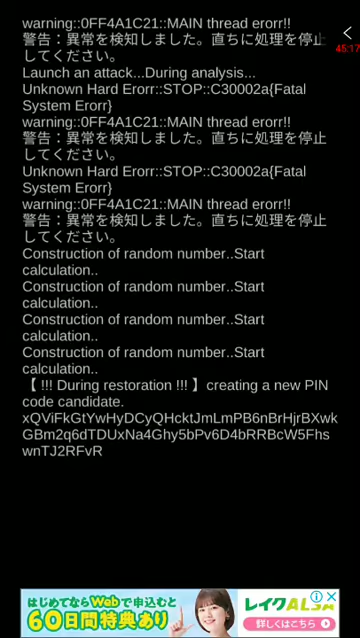 warning::0FF4A1C21::MAIN thread erorr!!
警告：異常を検知しました。直ちに処理を停止
してください。
Launch an attack...During analysis...
Unknown Hard Erorr::STOP::C30002a{Fatal
System Erorr}
warning::0FF4A1C21::MAIN thread erorr!!
警告：異常を検知しました。直ちに処理を停止
してください。
Unknown Hard Erorr::STOP::C30002a{Fatal
System Erorr}
warning::0FF4A1C21::MAIN thread erorr!!
警告：異常を検知しました。直ちに処理を停止
してください。
Construction of random number..Start
calculation..
Construction of random number..Start
calculation..
Construction of random number..Start
calculation..
Construction of random number..Start
calculation..
【 !!! During restoration !!! 】creating a new PIN
code candidate.
xQViFkGtYwHyDCyQHcktJmLmPB6nBrHjrBXwk
GBm2q6dTDUxNa4Ghy5bPv6D4bRRBcW5Fhs
wnTJ2RFvR
45:17
はじめてならWebで申込むと
60日間特典あり
レイクALSA
詳しくはこちら